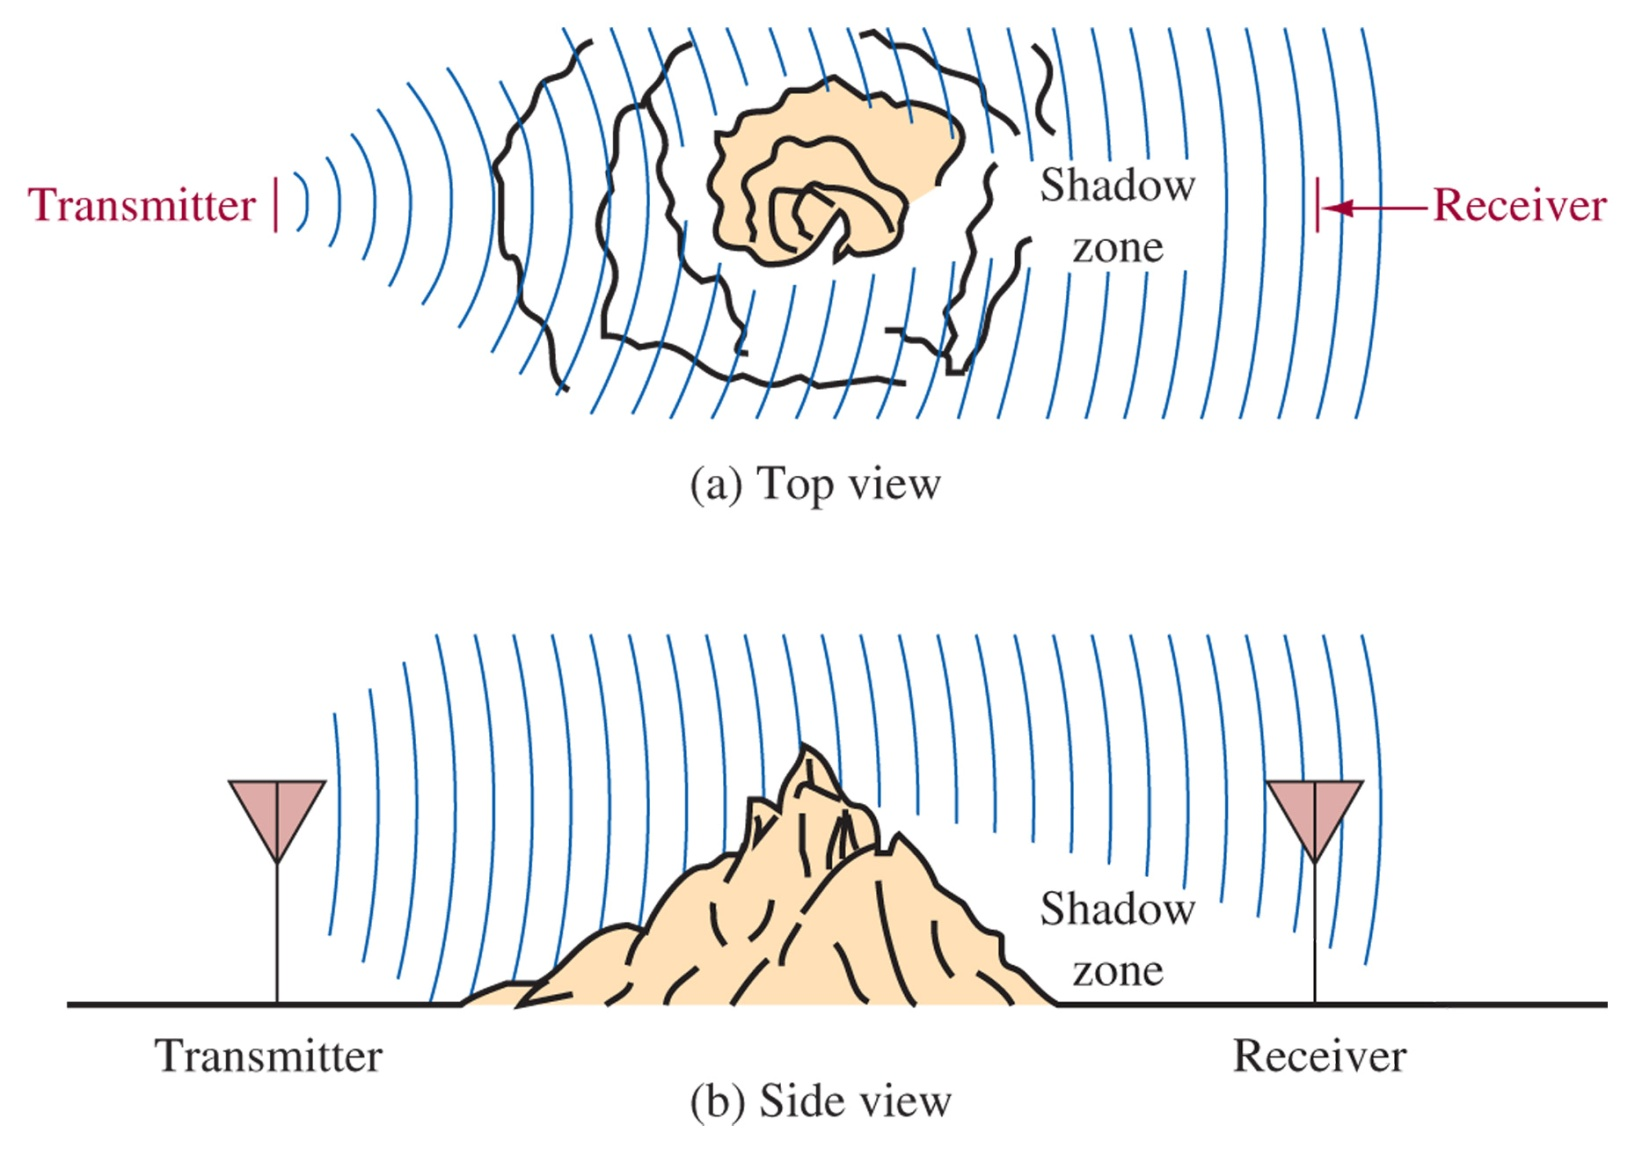 Transmitter
Shadow
zone
Receiver
(a) Top view
Shadow
zone
Transmitter
Receiver
(b) Side view